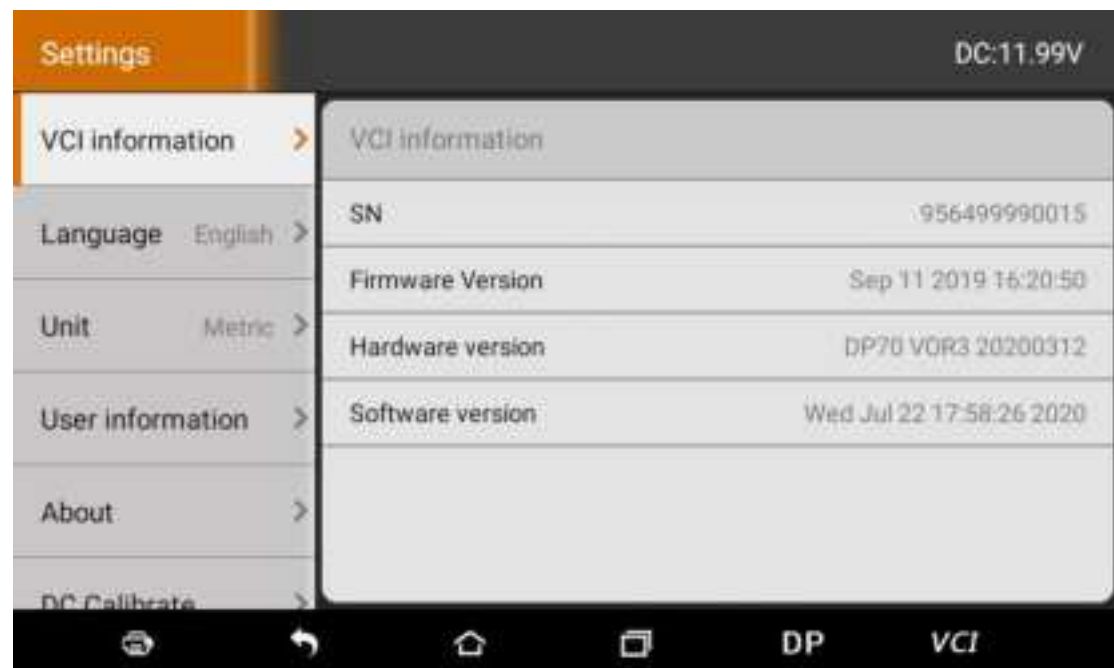 Settings
DC:11.99V
VCI information
Language English
Unit Metric
User information
About
DC Calibrate
VCI information
SN 956499990015
Firmware Version Sep 11 2019 16:20:50
Hardware version DP70 VOR3 20200312
Software version Wed Jul 22 17:58:26 2020
DP VCI